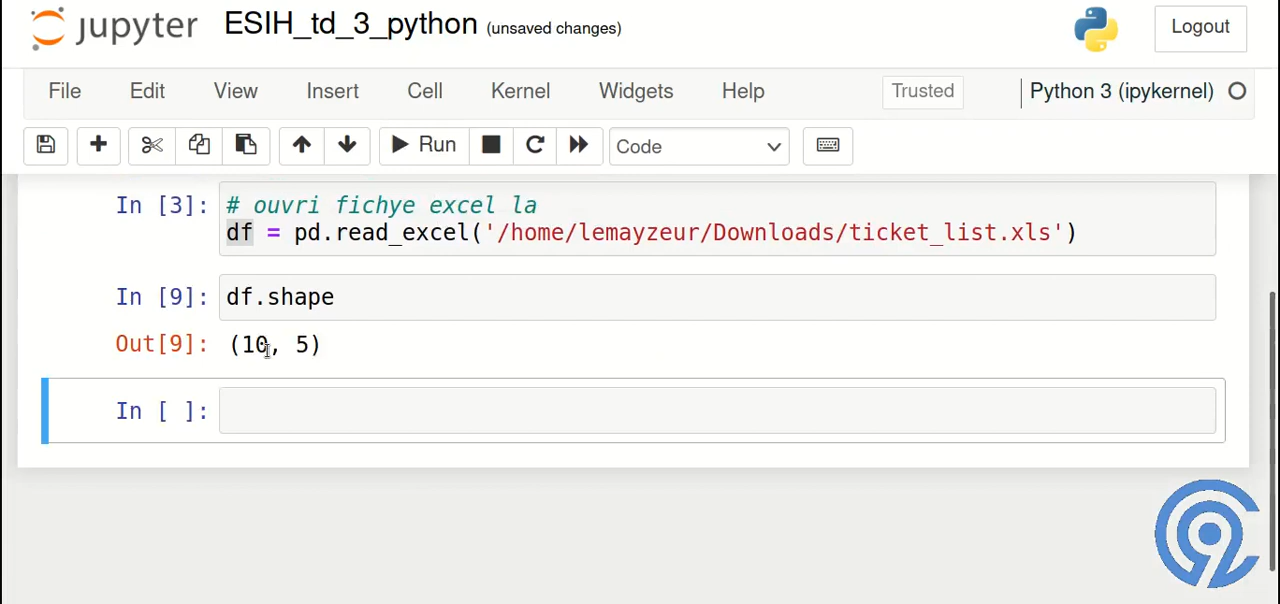 jupyter ESIH_td_3_python (unsaved changes) Logout
File Edit View Insert Cell Kernel Widgets Help Trusted Python 3 (ipykernel)
Run Code
In [3]: # ouvri fichye excel la
df = pd.read_excel('/home/lemayzeur/Downloads/ticket_list.xls')
In [9]: df.shape
Out[9]: (10, 5)
In [ ]: